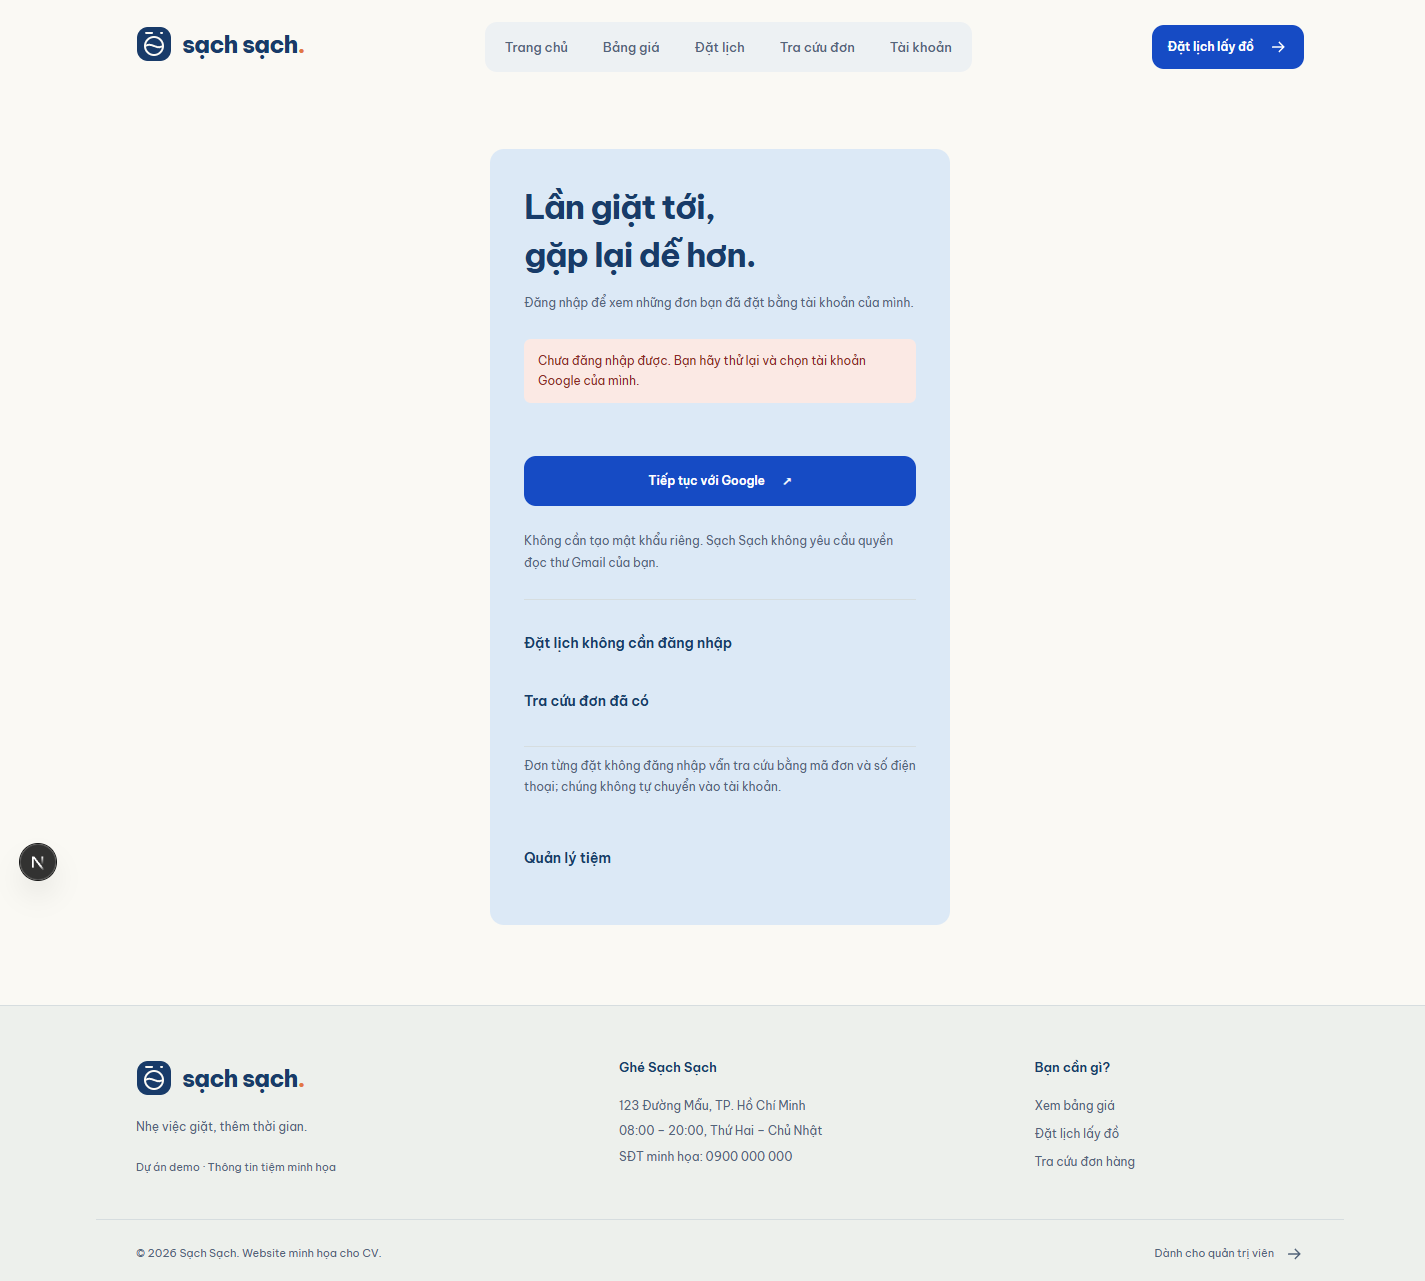 sạch sạch.
Trang chủ
Bảng giá
Đặt lịch
Tra cứu đơn
Tài khoản
Đặt lịch lấy đồ →
Lần giặt tới,
gặp lại dễ hơn.
Đăng nhập để xem những đơn bạn đã đặt bằng tài khoản của mình.
Chưa đăng nhập được. Bạn hãy thử lại và chọn tài khoản
Google của mình.
Tiếp tục với Google ↗
Không cần tạo mật khẩu riêng. Sạch Sạch không yêu cầu quyền
đọc thư Gmail của bạn.
Đặt lịch không cần đăng nhập
Tra cứu đơn đã có
Đơn từng đặt không đăng nhập vẫn tra cứu bằng mã đơn và số điện
thoại; chúng không tự chuyển vào tài khoản.
Quản lý tiệm
N
sạch sạch.
Nhẹ việc giặt, thêm thời gian.
Dự án demo · Thông tin tiệm minh họa
Ghé Sạch Sạch
123 Đường Mẫu, TP. Hồ Chí Minh
08:00 – 20:00, Thứ Hai – Chủ Nhật
SĐT minh họa: 0900 000 000
Bạn cần gì?
Xem bảng giá
Đặt lịch lấy đồ
Tra cứu đơn hàng
© 2026 Sạch Sạch. Website minh họa cho CV.
Dành cho quản trị viên →